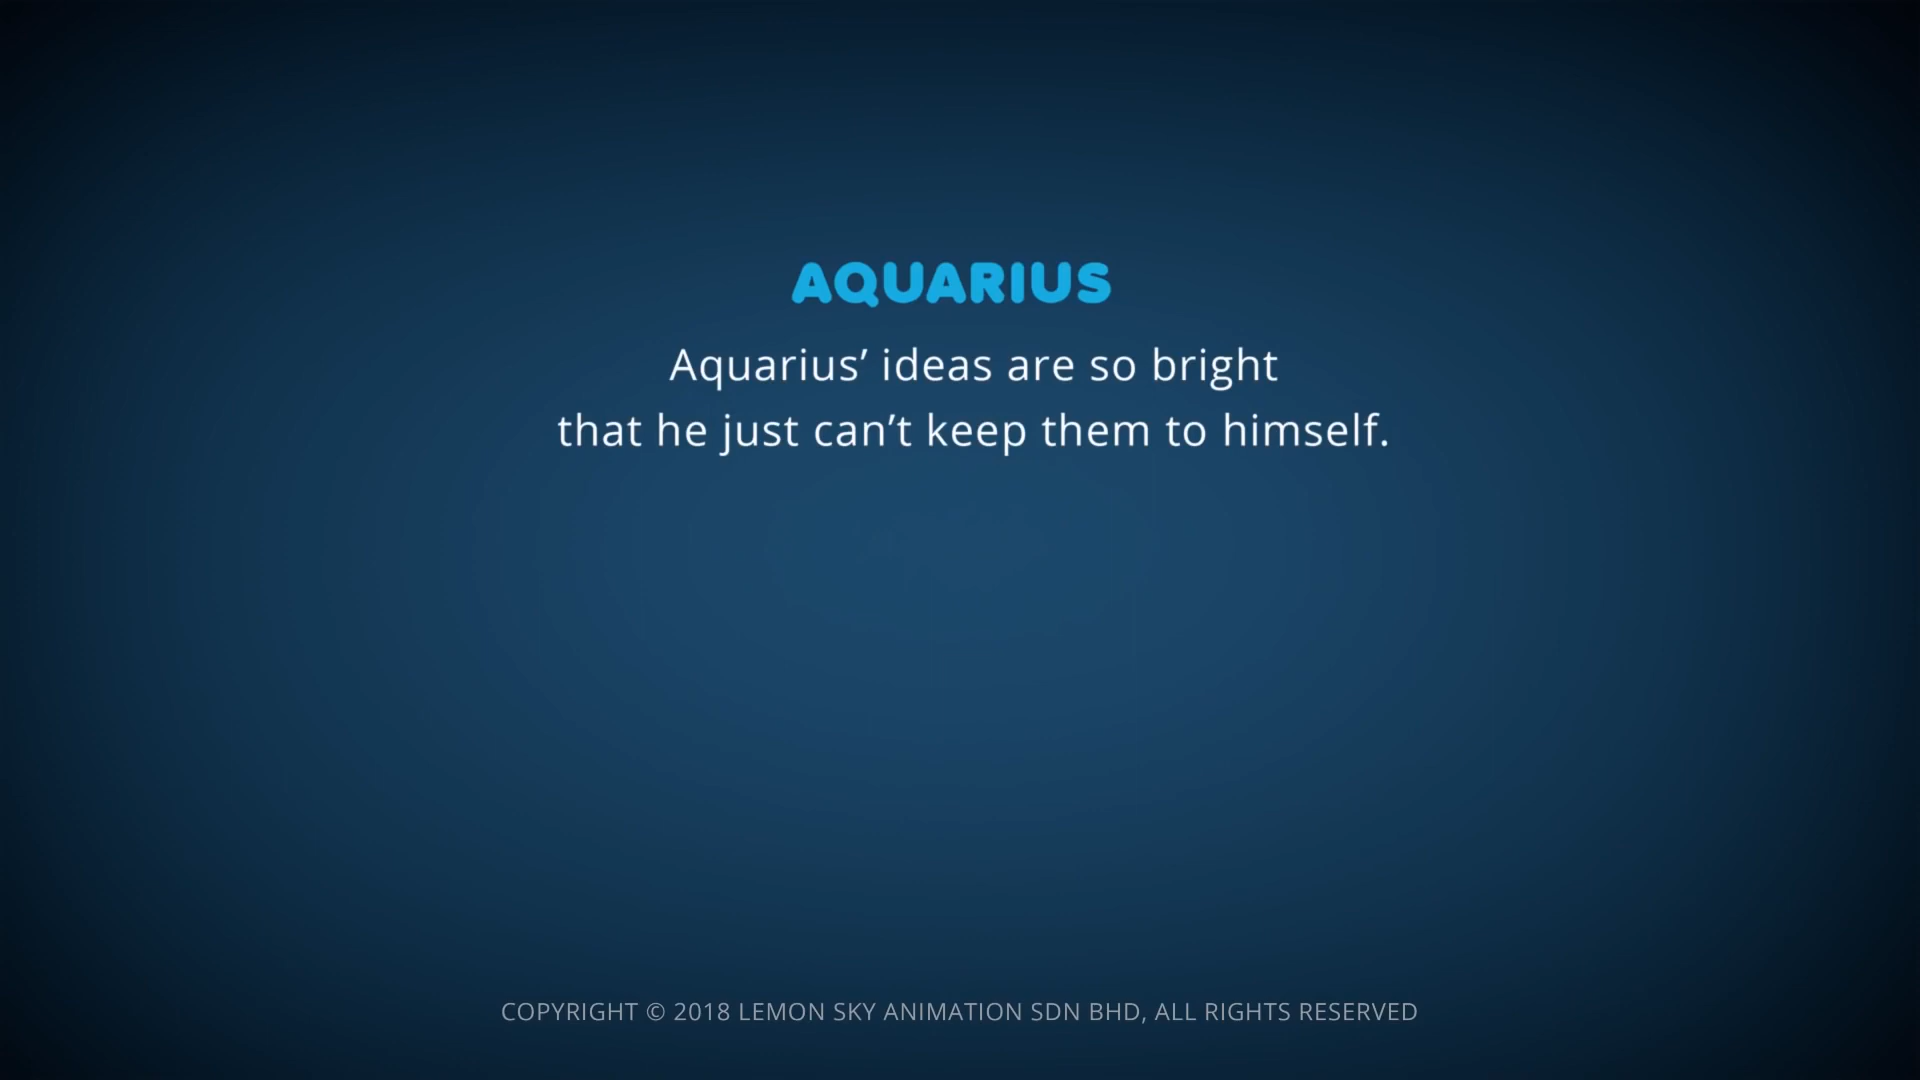 AQUARIUS
Aquarius’ ideas are so bright
that he just can’t keep them to himself.
COPYRIGHT © 2018 LEMON SKY ANIMATION SDN BHD, ALL RIGHTS RESERVED